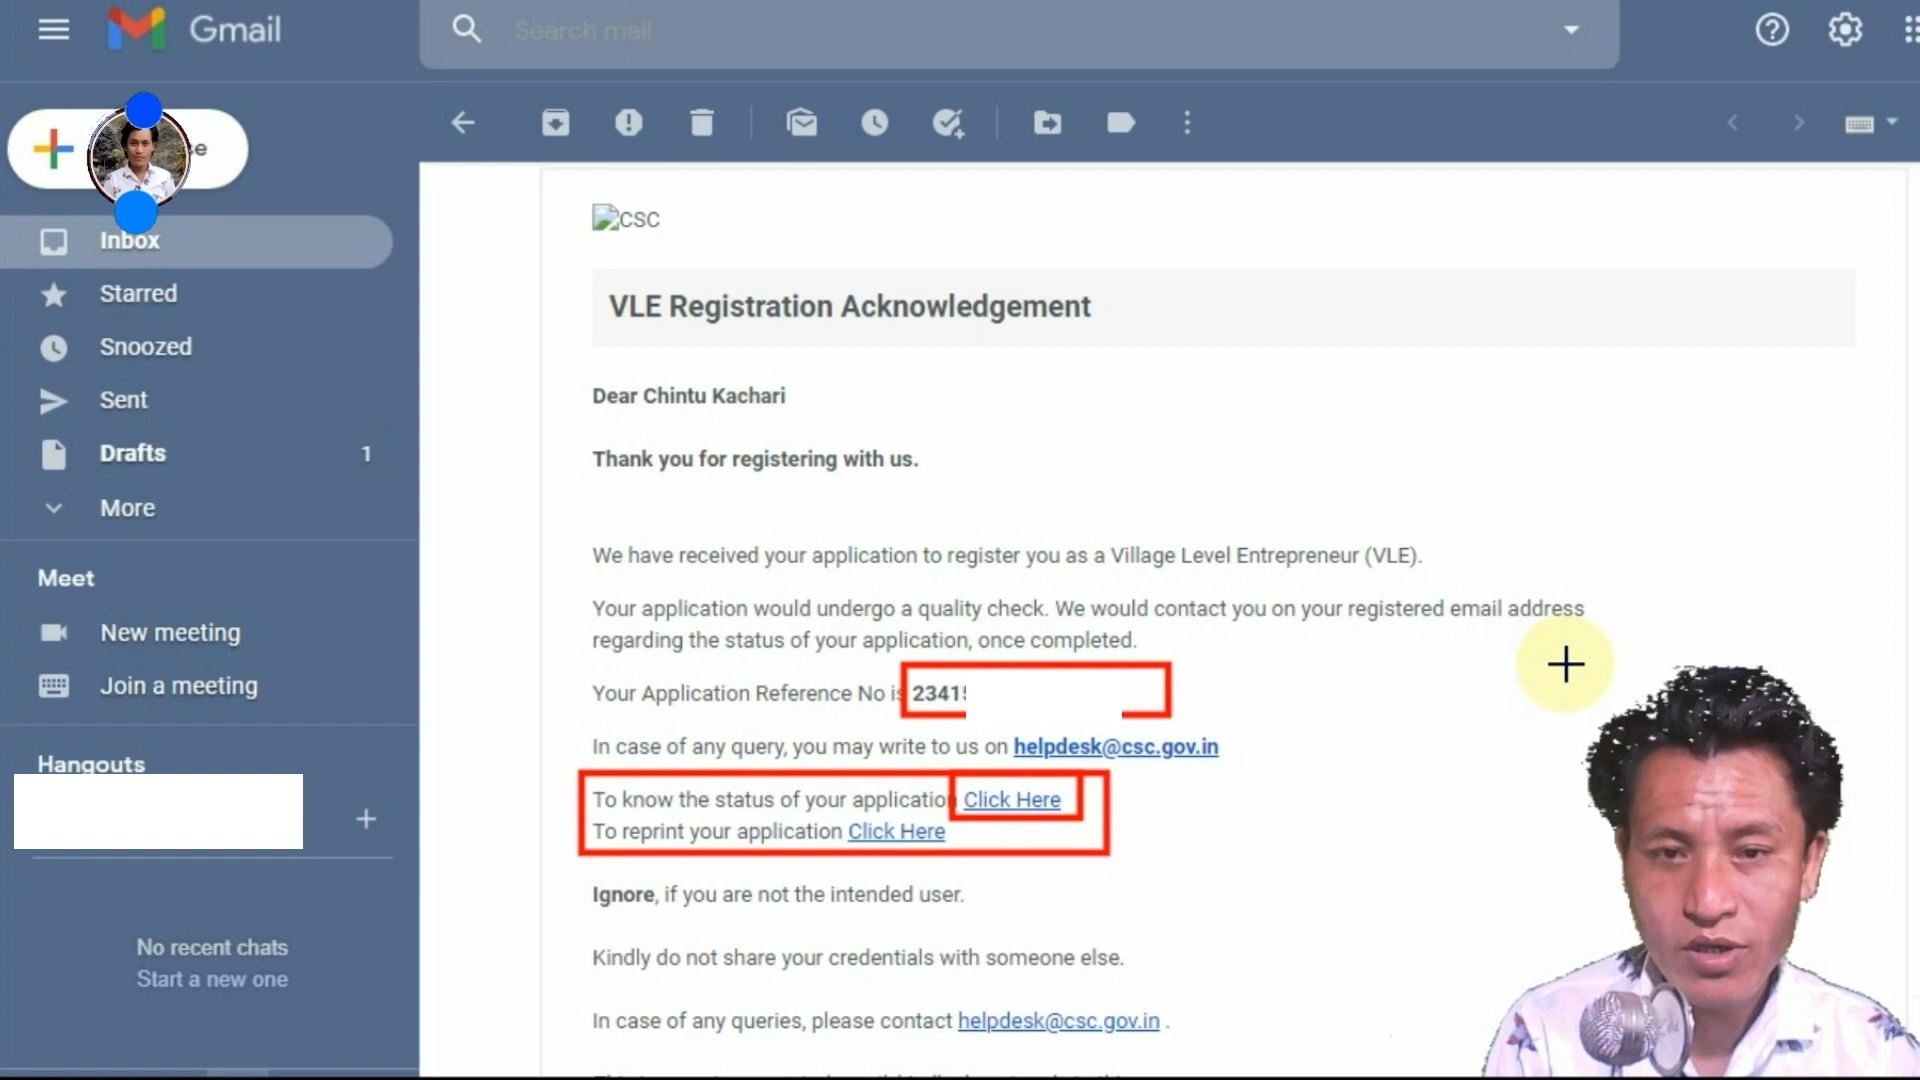 Gmail
Search mail
Inbox
Starred
Snoozed
Sent
Drafts 1
More
Meet
New meeting
Join a meeting
Hangouts
No recent chats
Start a new one
CSC
VLE Registration Acknowledgement
Dear Chintu Kachari
Thank you for registering with us.
We have received your application to register you as a Village Level Entrepreneur (VLE).
Your application would undergo a quality check. We would contact you on your registered email address
regarding the status of your application, once completed.
Your Application Reference No is 2341
In case of any query, you may write to us on helpdesk@csc.gov.in
To know the status of your application Click Here
To reprint your application Click Here
Ignore, if you are not the intended user.
Kindly do not share your credentials with someone else.
In case of any queries, please contact helpdesk@csc.gov.in .